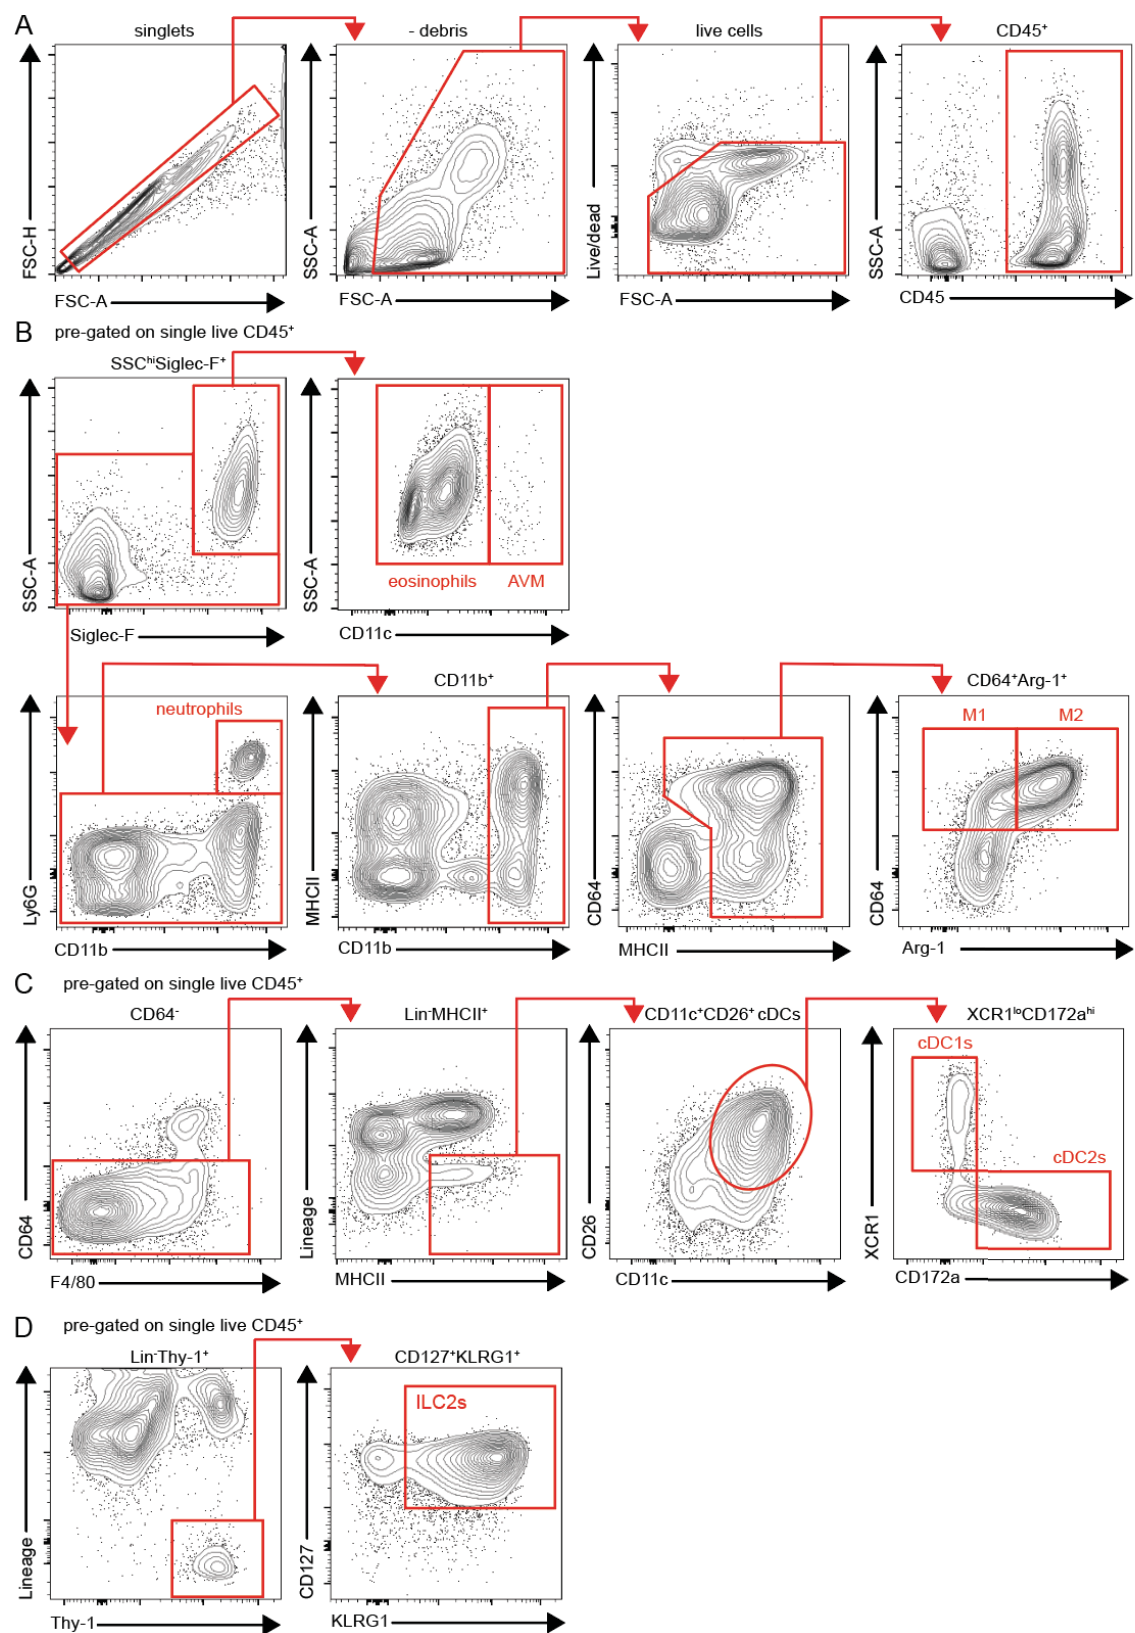 A
singlets
- debris
live cells
CD45⁺
FSC-H
FSC-A
SSC-A
FSC-A
Live/dead
FSC-A
SSC-A
CD45
B pre-gated on single live CD45⁺
SSCʰⁱSiglec-F⁺
SSC-A
Siglec-F
SSC-A
eosinophils
AVM
CD11c
neutrophils
Ly6G
CD11b
CD11b⁺
MHCII
CD11b
CD64
MHCII
CD64⁺Arg-1⁺
M1
M2
CD64
Arg-1
C pre-gated on single live CD45⁺
CD64⁻
CD64
F4/80
Lin⁻MHCII⁺
Lineage
MHCII
CD11c⁺CD26⁺ cDCs
CD26
CD11c
XCR1ˡᵒCD172aʰⁱ
cDC1s
cDC2s
XCR1
CD172a
D pre-gated on single live CD45⁺
Lin⁻Thy-1⁺
Lineage
Thy-1
CD127⁺KLRG1⁺
ILC2s
CD127
KLRG1